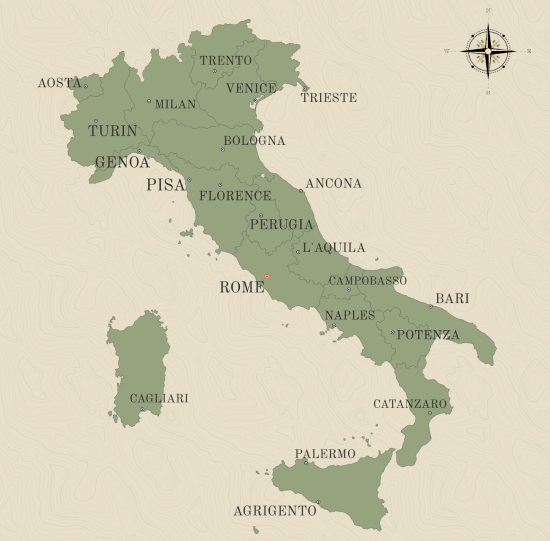 N
W
E
S
TRENTO
AOSTA
VENICE
TRIESTE
MILAN
TURIN
BOLOGNA
GENOA
PISA
FLORENCE
ANCONA
PERUGIA
L'AQUILA
ROME
CAMPOBASSO
BARI
NAPLES
POTENZA
CAGLIARI
CATANZARO
PALERMO
AGRIGENTO